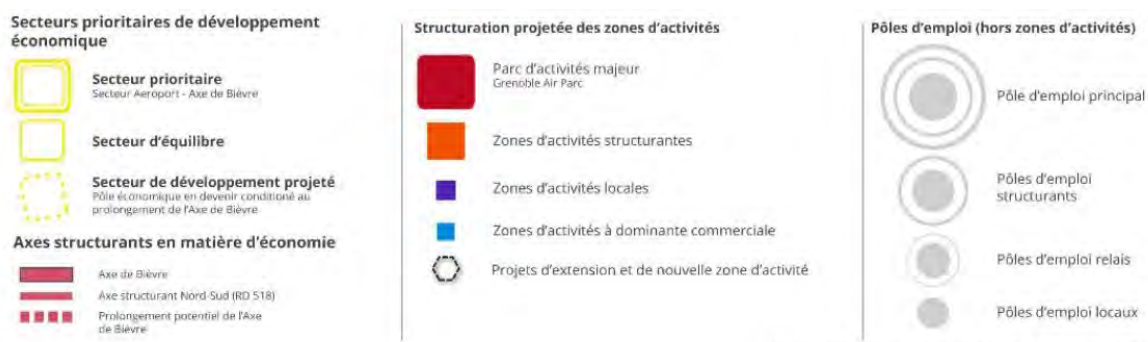 Secteurs prioritaires de développement
économique
Secteur prioritaire
Secteur Aeroport - Axe de Bièvre
Secteur d'équilibre
Secteur de développement projeté
Pôle économique en devenir conditioné au
prolongement de l'Axe de Bièvre
Axes structurants en matière d'économie
Axe de Bièvre
Axe structurant Nord-Sud (RD 518)
Prolongement potentiel de l'Axe
de Bièvre
Structuration projetée des zones d'activités
Parc d'activités majeur
Grenoble Air Parc
Zones d'activités structurantes
Zones d'activités locales
Zones d'activités à dominante commerciale
Projets d'extension et de nouvelle zone d'activité
Pôles d'emploi (hors zones d'activités)
Pôle d'emploi principal
Pôles d'emploi
structurants
Pôles d'emploi relais
Pôles d'emploi locaux